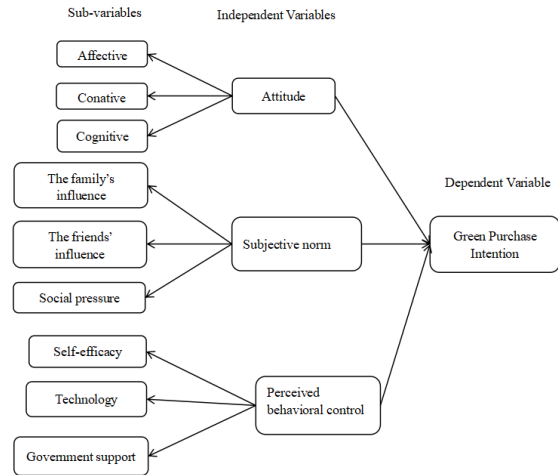 Sub-variables
Independent Variables
Affective
Conative
Attitude
Cognitive
The family's
influence
Dependent Variable
The friends'
influence
Subjective norm
Green Purchase
Intention
Social pressure
Self-efficacy
Technology
Perceived
behavioral control
Government support